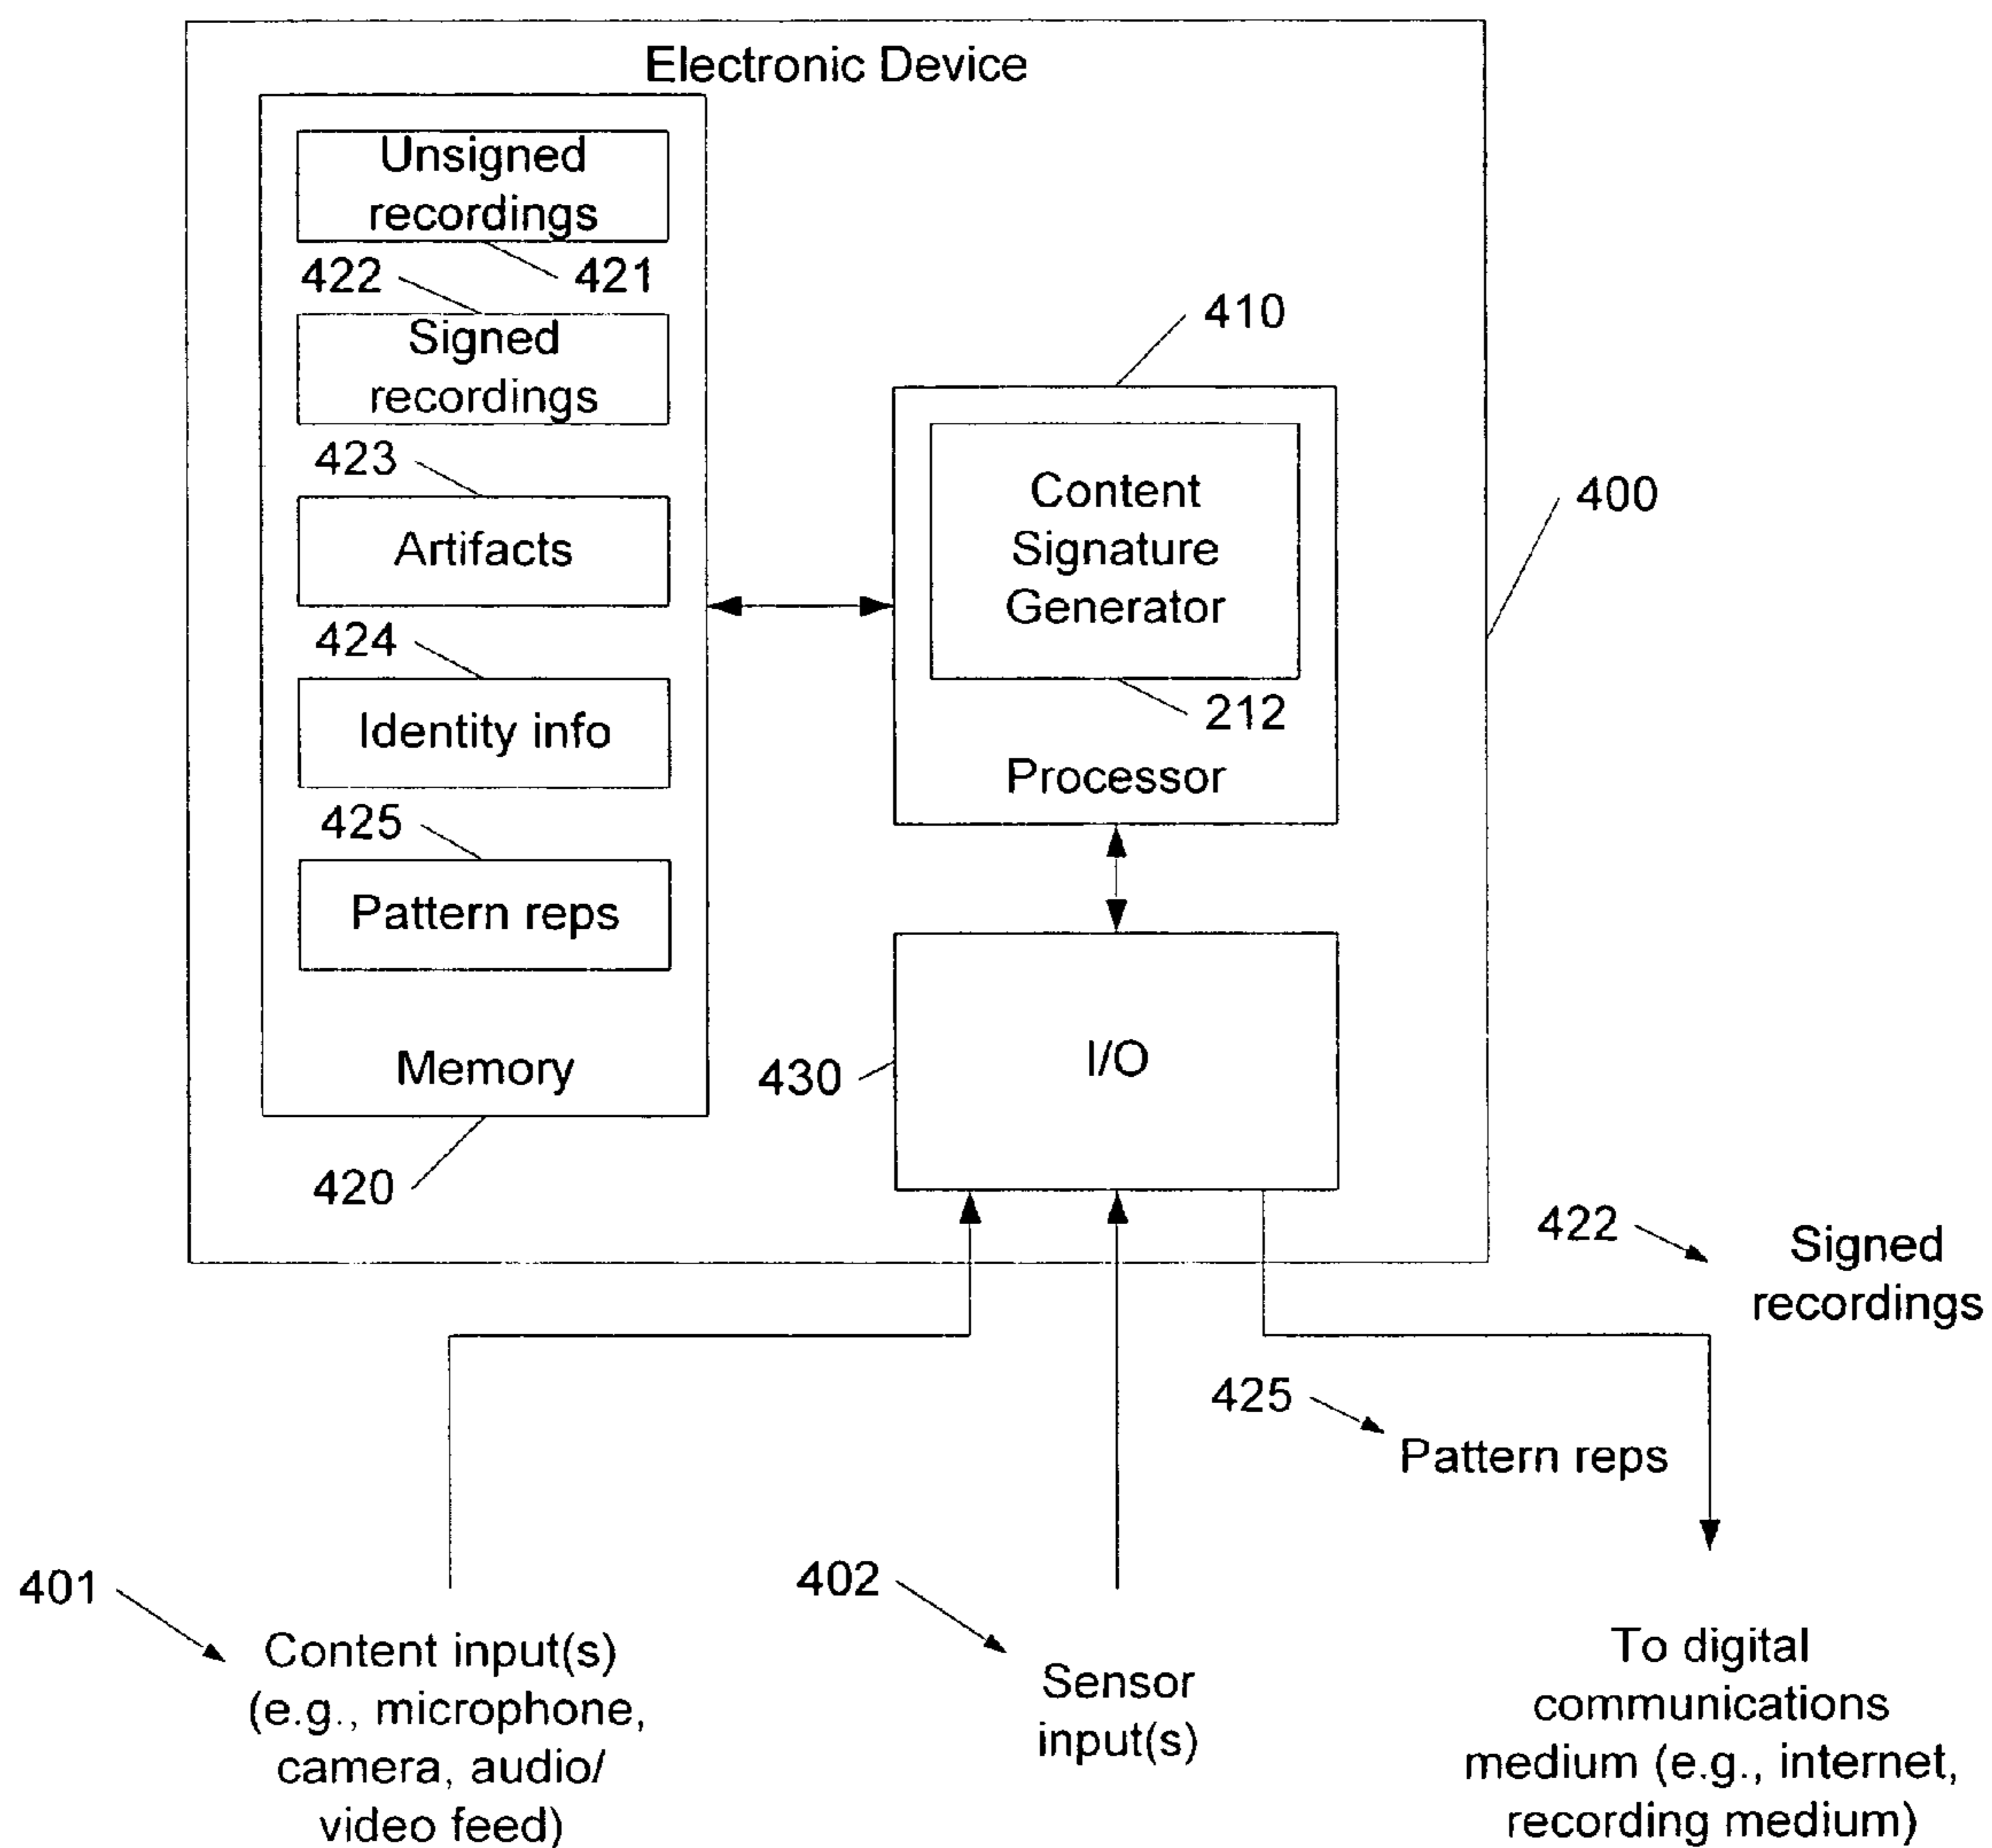 Electronic Device
Unsigned
recordings
421
422
Signed
recordings
423
Artifacts
424
Identity info
425
Pattern reps
Memory
420
410
Content
Signature
Generator
212
Processor
400
I/O
430
422
Signed
recordings
425
Pattern reps
401
Content input(s)
(e.g., microphone,
camera, audio/
video feed)
402
Sensor
input(s)
To digital
communications
medium (e.g., internet,
recording medium)